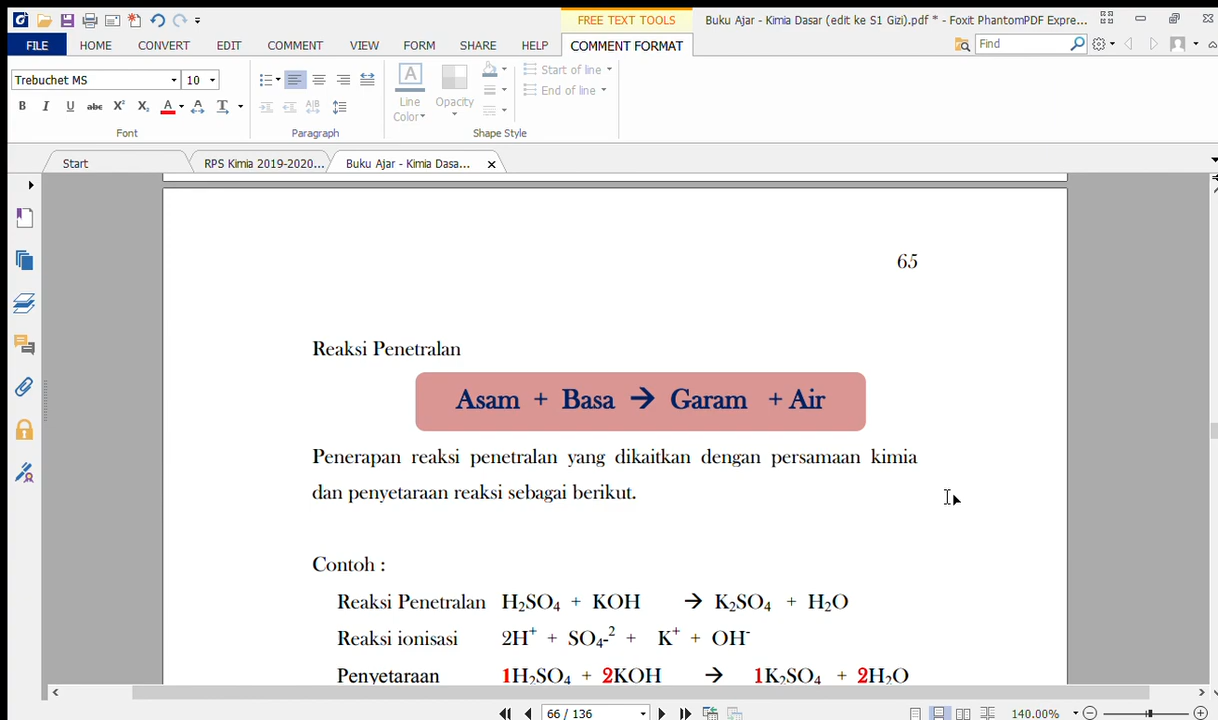 FREE TEXT TOOLS
Buku Ajar - Kimia Dasar (edit ke S1 Gizi).pdf * - Foxit PhantomPDF Expre...
FILE HOME CONVERT EDIT COMMENT VIEW FORM SHARE HELP COMMENT FORMAT Find
Trebuchet MS 10
Line Color Opacity Start of line
End of line
B I U abc X² X₂ A A T A/B
Font Paragraph Shape Style
Start RPS Kimia 2019-2020... Buku Ajar - Kimia Dasa...
65
Reaksi Penetralan
Asam + Basa → Garam + Air
Penerapan reaksi penetralan yang dikaitkan dengan persamaan kimia
dan penyetaraan reaksi sebagai berikut.
Contoh :
Reaksi Penetralan H₂SO₄ + KOH → K₂SO₄ + H₂O
Reaksi ionisasi 2H⁺ + SO₄-² + K⁺ + OH⁻
Penyetaraan 1H₂SO₄ + 2KOH → 1K₂SO₄ + 2H₂O
66 / 136 140.00%